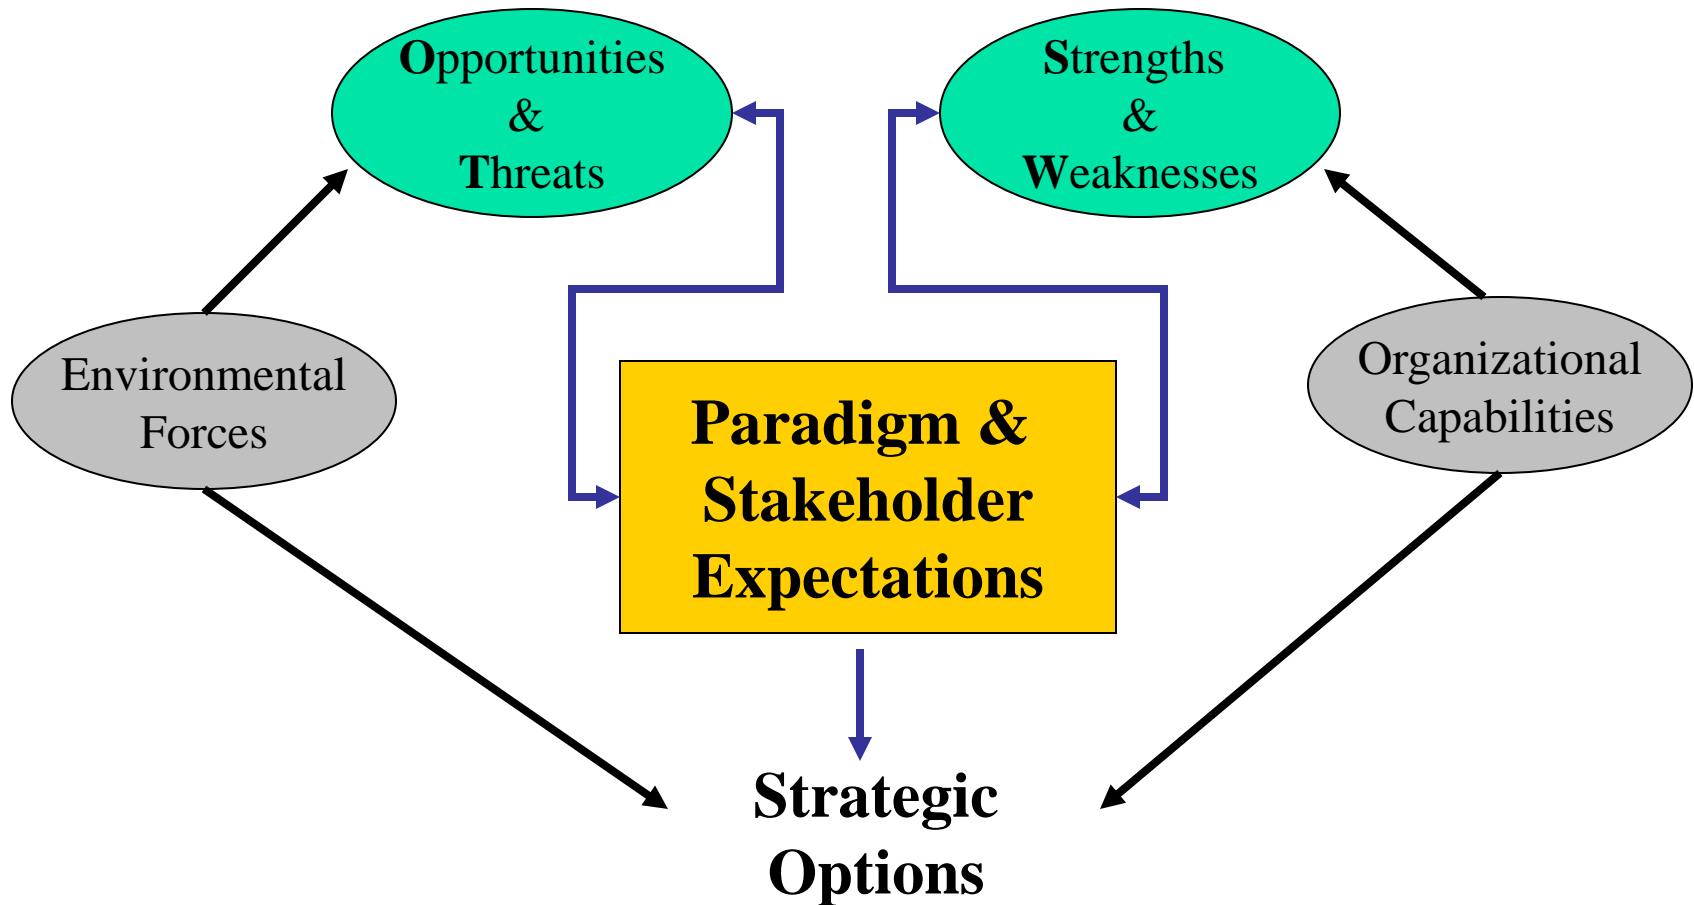 Opportunities
&
Threats
Strengths
&
Weaknesses
Environmental
Forces
Organizational
Capabilities
Paradigm &
Stakeholder
Expectations
Strategic
Options